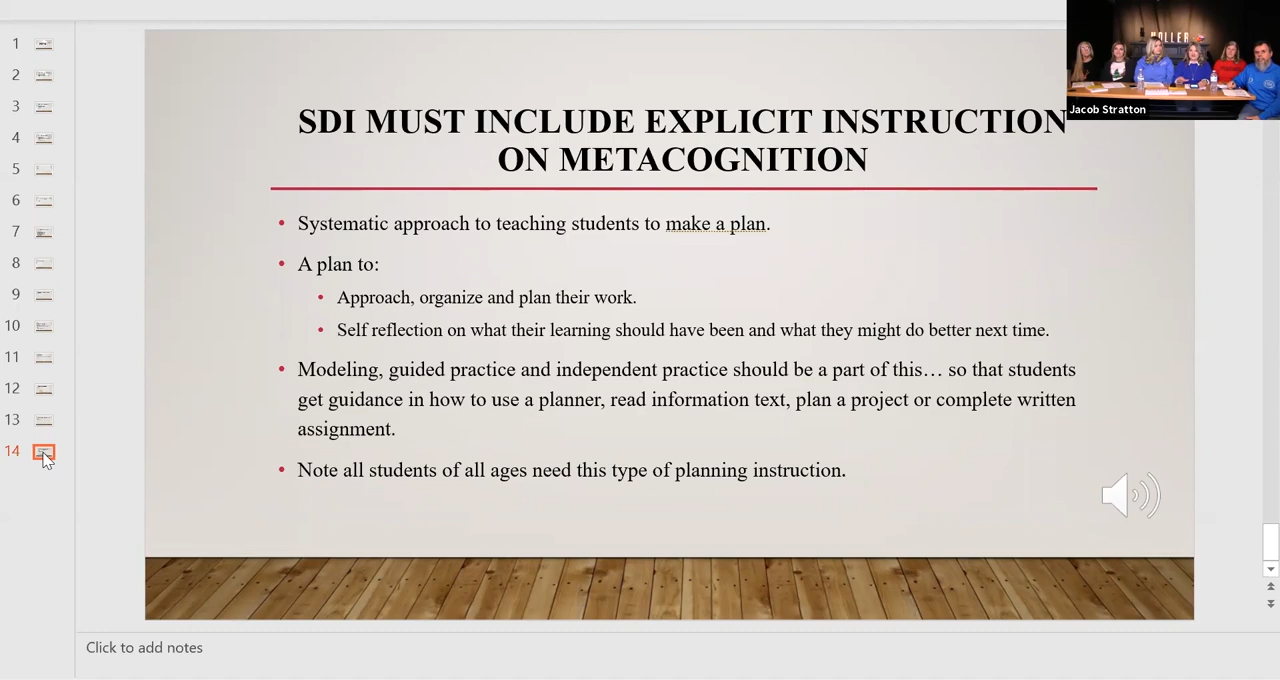 1
2
3
4
5
6
7
8
9
10
11
12
13
14
SDI MUST INCLUDE EXPLICIT INSTRUCTION
ON METACOGNITION
• Systematic approach to teaching students to make a plan.
• A plan to:
• Approach, organize and plan their work.
• Self reflection on what their learning should have been and what they might do better next time.
• Modeling, guided practice and independent practice should be a part of this… so that students
get guidance in how to use a planner, read information text, plan a project or complete written
assignment.
• Note all students of all ages need this type of planning instruction.
Click to add notes
HOLLER
Jacob Stratton